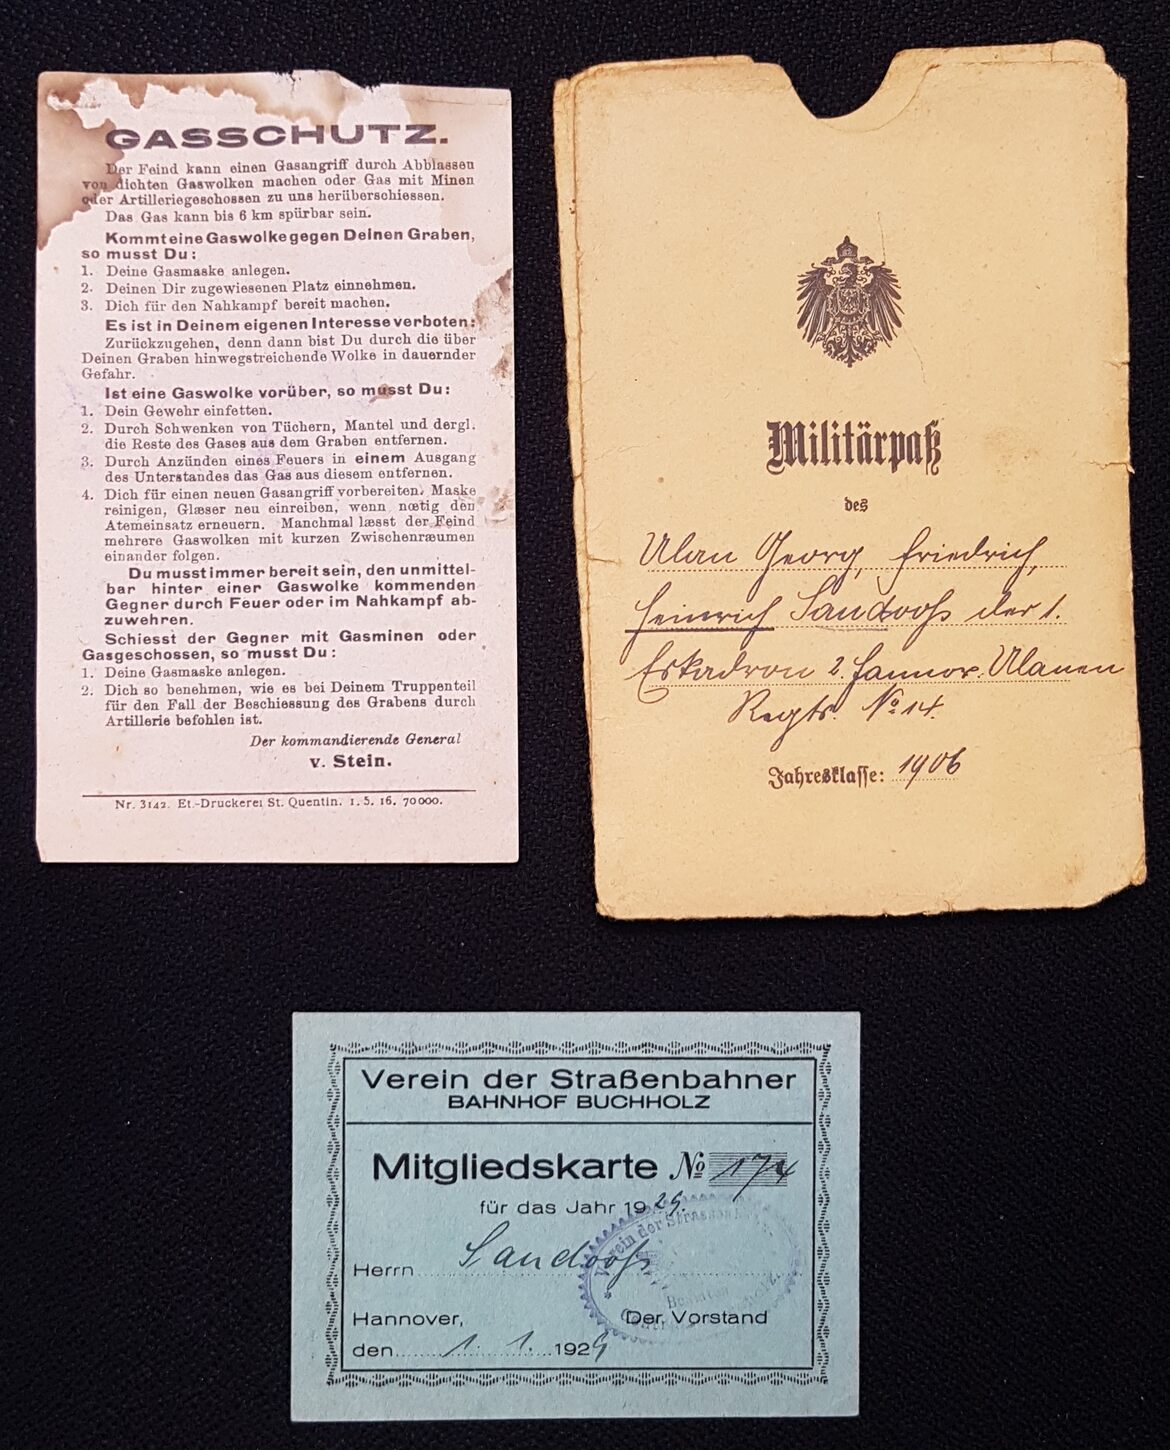 GASSCHUTZ.
Der Feind kann einen Gasangriff durch Abblassen
von dichten Gaswolken machen oder Gas mit Minen
oder Artilleriegeschossen zu uns herüberschiessen.
Das Gas kann bis 6 km spürbar sein.
Kommt eine Gaswolke gegen Deinen Graben,
so musst Du:
1. Deine Gasmaske anlegen.
2. Deinen Dir zugewiesenen Platz einnehmen.
3. Dich für den Nahkampf bereit machen.
Es ist in Deinem eigenen Interesse verboten:
Zurückzugehen, denn dann bist Du durch die über
Deinen Graben hinwegstreichende Wolke in dauernder
Gefahr.
Ist eine Gaswolke vorüber, so musst Du:
1. Dein Gewehr einfetten.
2. Durch Schwenken von Tüchern, Mantel und dergl.
die Reste des Gases aus dem Graben entfernen.
3. Durch Anzünden eines Feuers in einem Ausgang
des Unterstandes das Gas aus diesem entfernen.
4. Dich für einen neuen Gasangriff vorbereiten. Maske
reinigen, Glæser neu einreiben, wenn nœtig den
Atemeinsatz erneuern. Manchmal læsst der Feind
mehrere Gaswolken mit kurzen Zwischenræumen
einander folgen.
Du musst immer bereit sein, den unmittel-
bar hinter einer Gaswolke kommenden
Gegner durch Feuer oder im Nahkampf ab-
zuwehren.
Schiesst der Gegner mit Gasminen oder
Gasgeschossen, so musst Du:
1. Deine Gasmaske anlegen.
2. Dich so benehmen, wie es bei Deinem Truppenteil
für den Fall der Beschiessung des Grabens durch
Artillerie befohlen ist.
Der kommandierende General
v. Stein.
Nr. 3142. Et.-Druckerei St. Quentin. 1. 5. 16. 70000.
Militärpaß
des
Ulan Georg, Friedrich,
Heinrich Sandvoß der 1.
Eskadron 2. Hannov. Ulanen
Regts. No 14.
Jahresklasse: 1906
Verein der Straßenbahner
BAHNHOF BUCHHOLZ
Mitgliedskarte No 174
für das Jahr 1929.
Herrn Sandvoß
Verein der Strassen
Hannover, Der Vorstand
den 1. 1. 1929